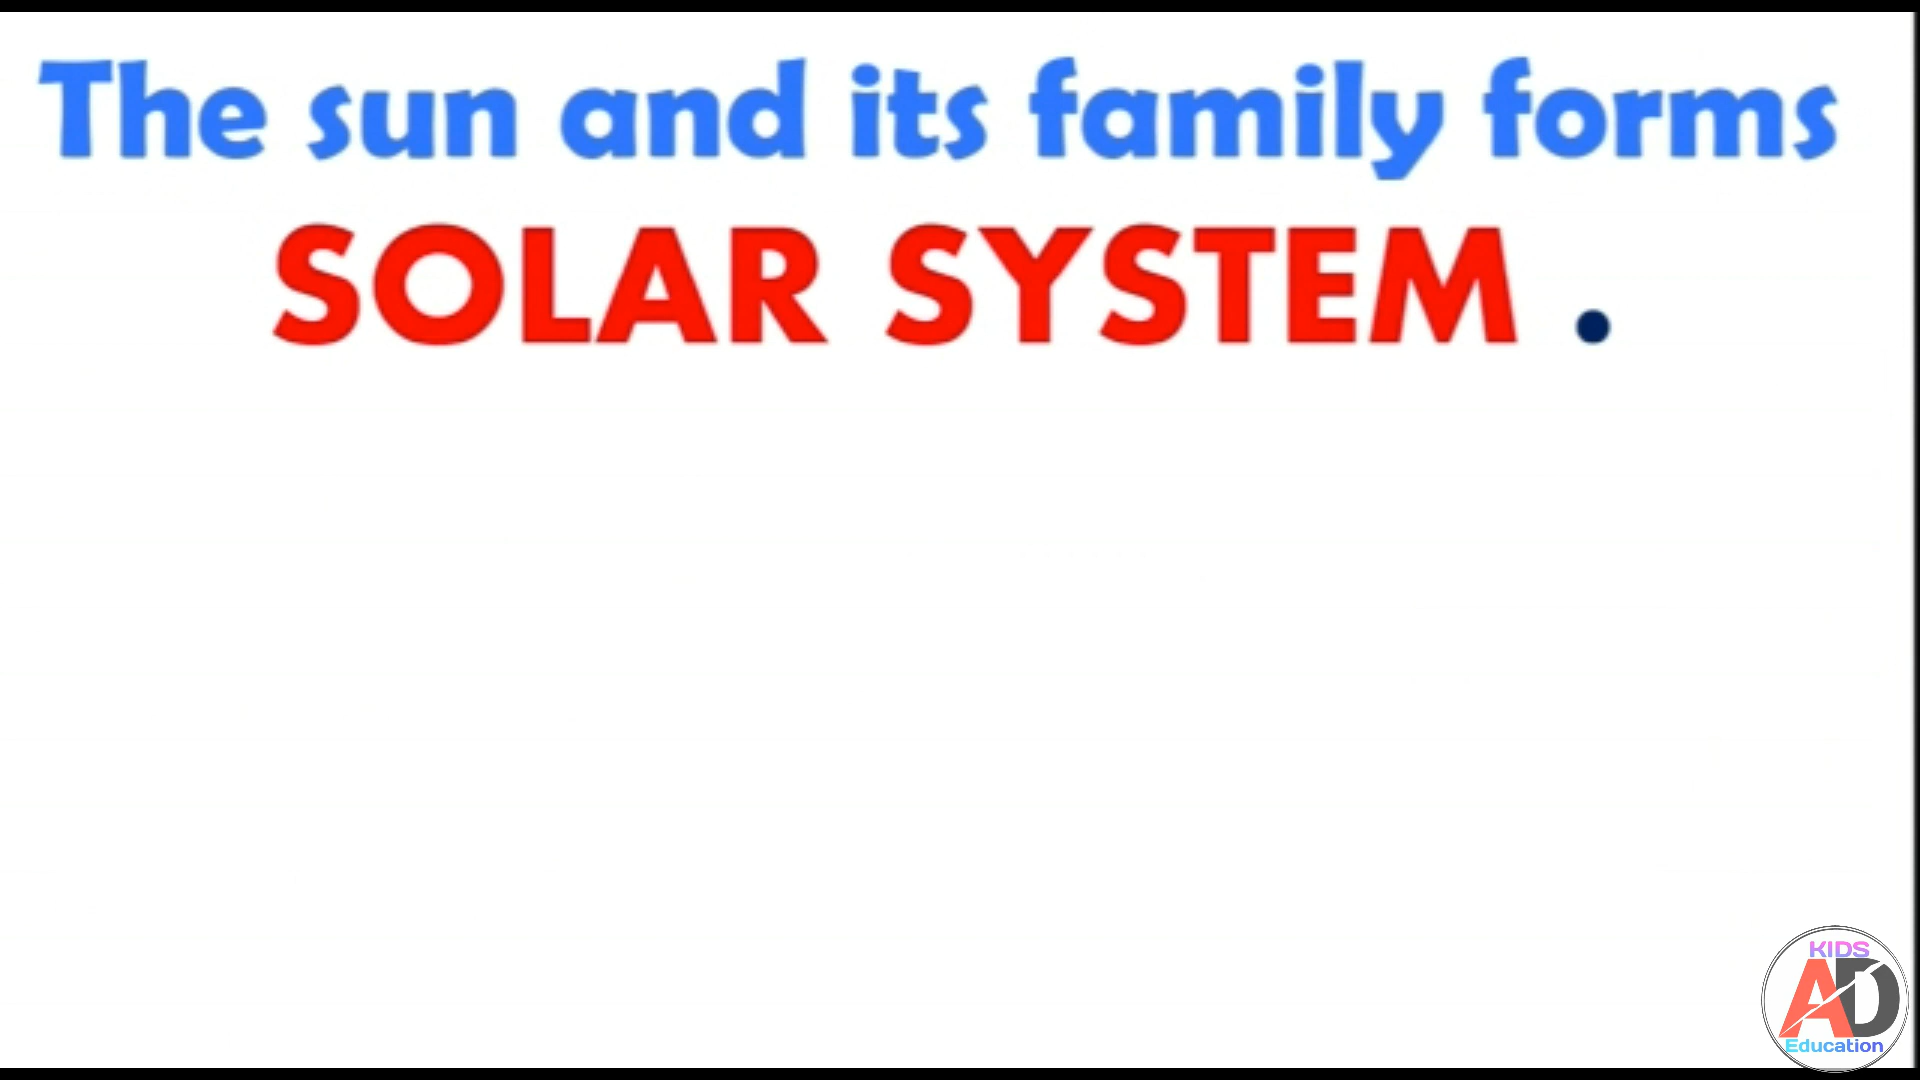 The sun and its family forms
SOLAR SYSTEM .
KIDS
AD
Education